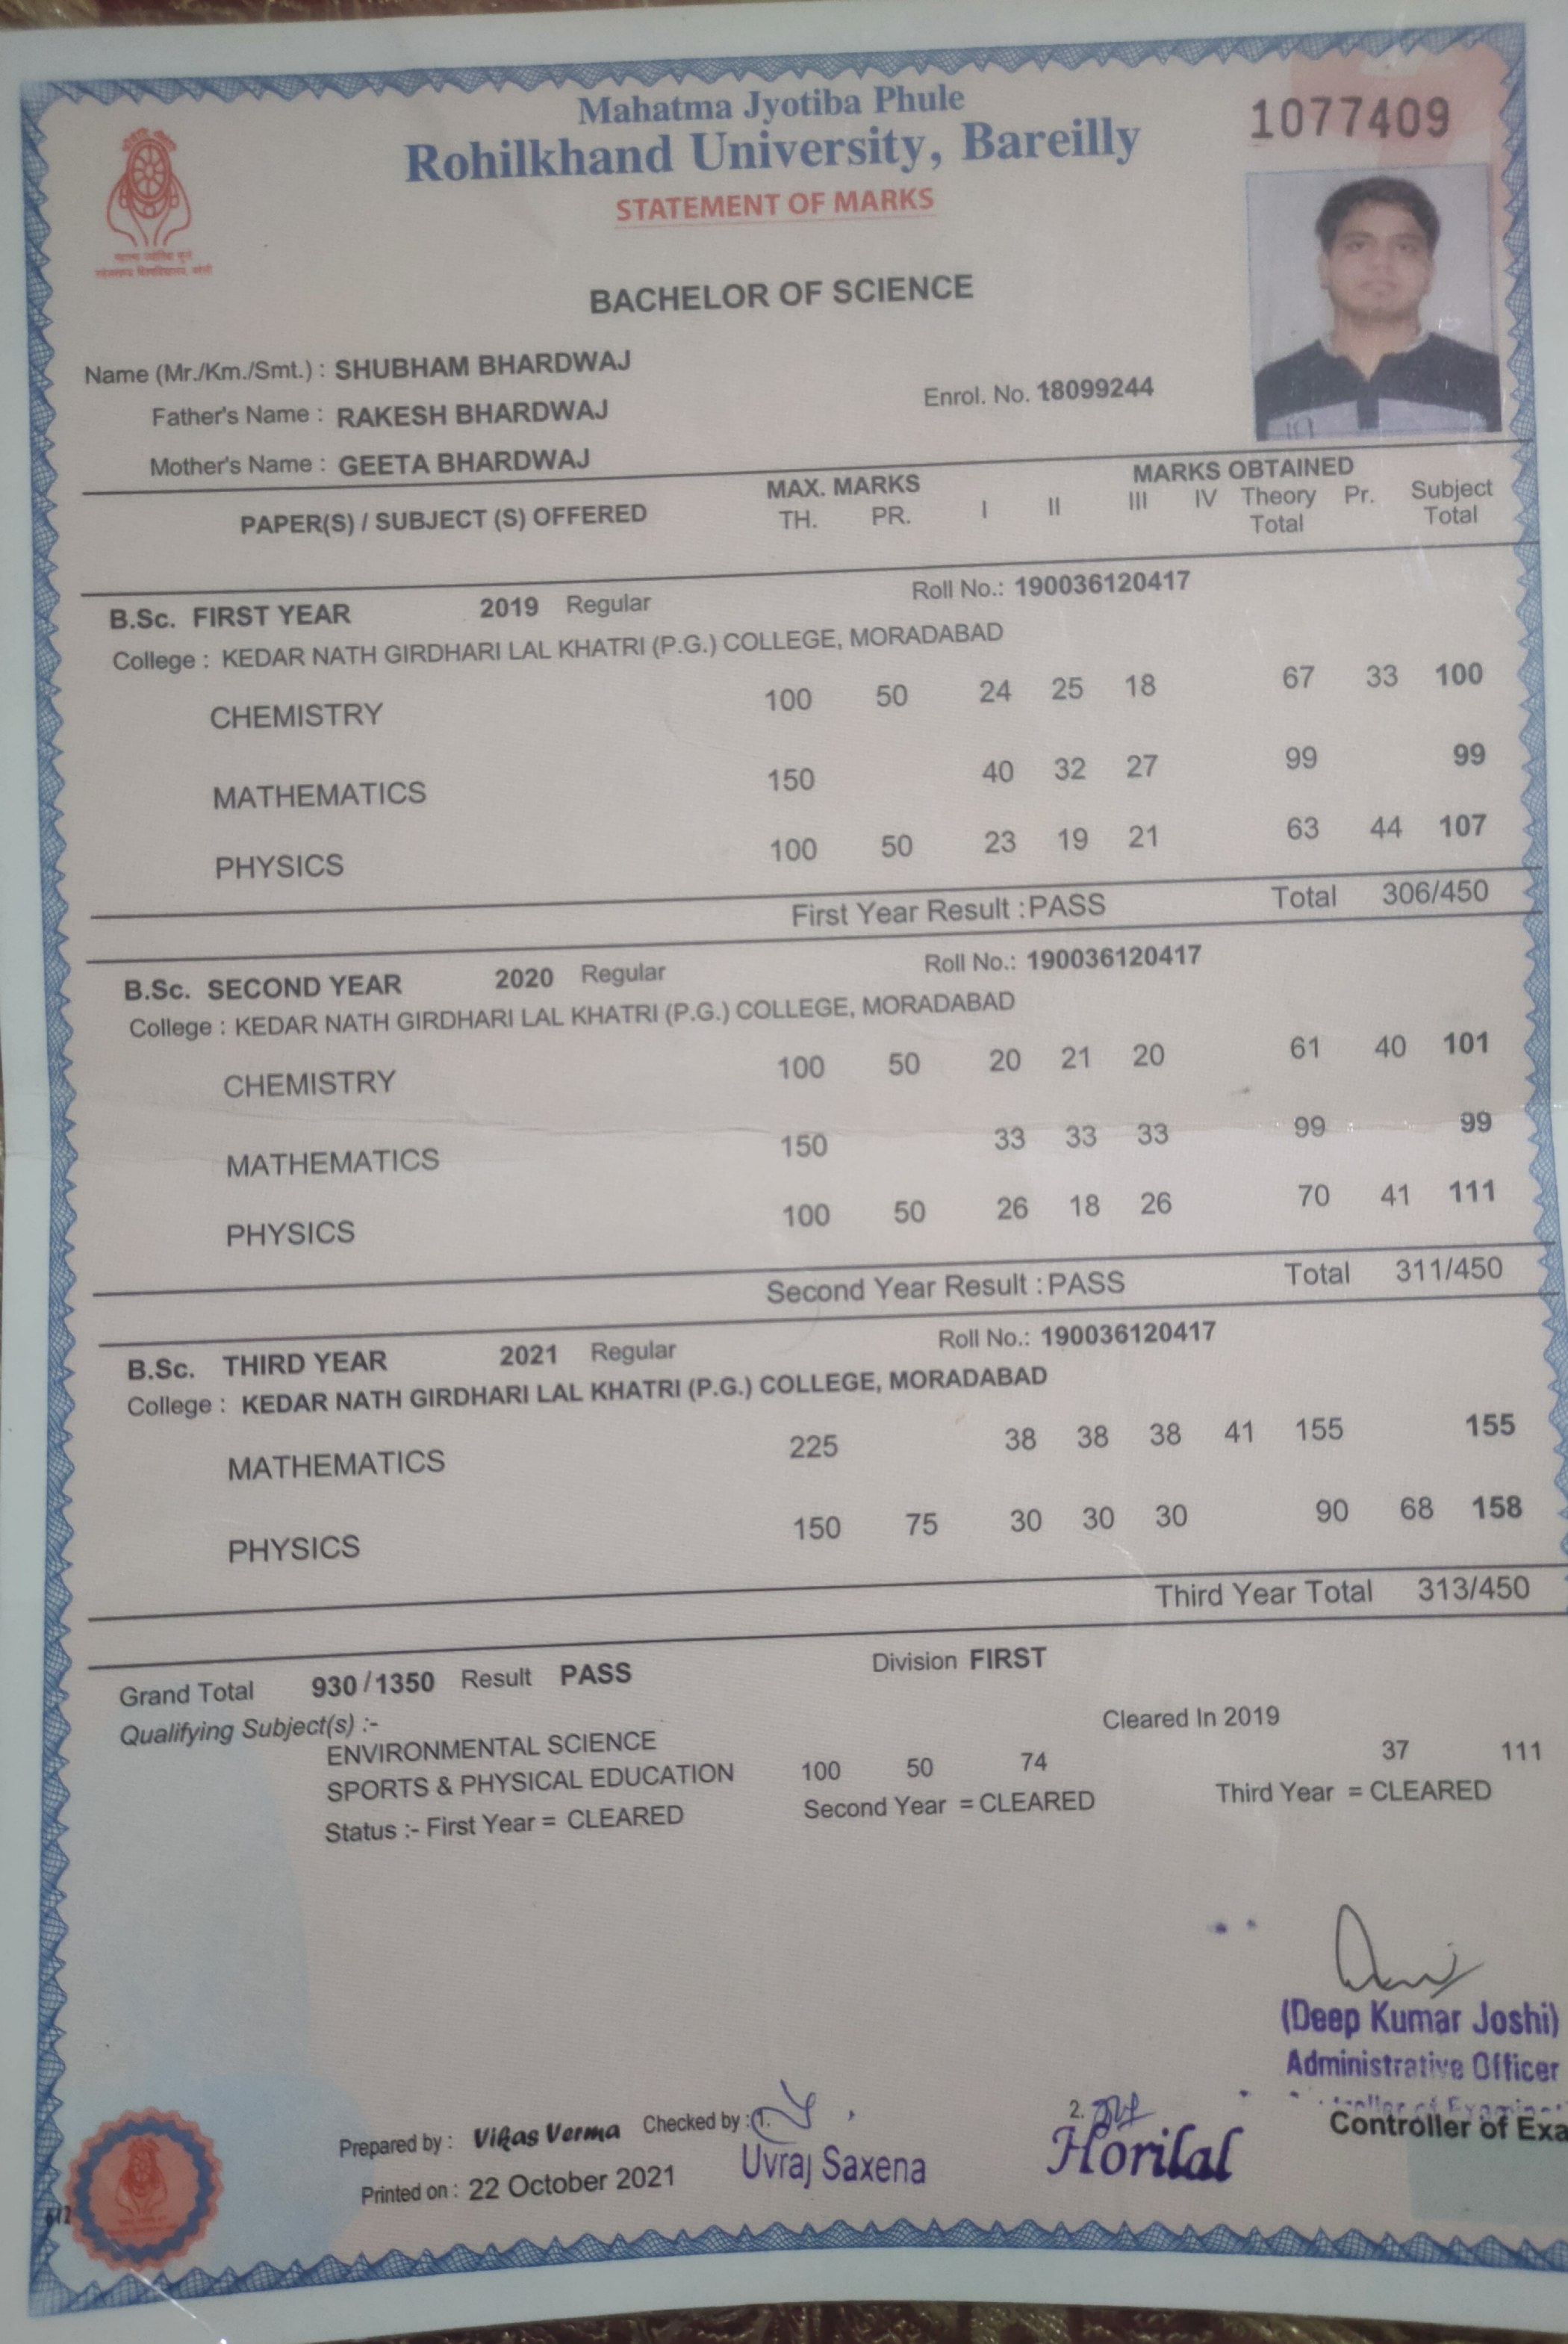 Mahatma Jyotiba Phule
Rohilkhand University, Bareilly
1077409
STATEMENT OF MARKS
BACHELOR OF SCIENCE
Name (Mr./Km./Smt.) : SHUBHAM BHARDWAJ
Father's Name : RAKESH BHARDWAJ
Enrol. No. 18099244
Mother's Name : GEETA BHARDWAJ
MAX. MARKS MARKS OBTAINED
PAPER(S) / SUBJECT (S) OFFERED TH. PR. I II III IV Theory Total Pr. Subject Total
B.Sc. FIRST YEAR 2019 Regular Roll No.: 190036120417
College : KEDAR NATH GIRDHARI LAL KHATRI (P.G.) COLLEGE, MORADABAD
CHEMISTRY 100 50 24 25 18 67 33 100
MATHEMATICS 150 40 32 27 99 99
PHYSICS 100 50 23 19 21 63 44 107
First Year Result : PASS Total 306/450
B.Sc. SECOND YEAR 2020 Regular Roll No.: 190036120417
College : KEDAR NATH GIRDHARI LAL KHATRI (P.G.) COLLEGE, MORADABAD
CHEMISTRY 100 50 20 21 20 61 40 101
MATHEMATICS 150 33 33 33 99 99
PHYSICS 100 50 26 18 26 70 41 111
Second Year Result : PASS Total 311/450
B.Sc. THIRD YEAR 2021 Regular Roll No.: 190036120417
College : KEDAR NATH GIRDHARI LAL KHATRI (P.G.) COLLEGE, MORADABAD
MATHEMATICS 225 38 38 38 41 155 155
PHYSICS 150 75 30 30 30 90 68 158
Third Year Total 313/450
Grand Total 930/1350 Result PASS Division FIRST
Qualifying Subject(s) :-
ENVIRONMENTAL SCIENCE Cleared In 2019
SPORTS & PHYSICAL EDUCATION 100 50 74 37 111
Status :- First Year = CLEARED Second Year = CLEARED Third Year = CLEARED
(Deep Kumar Joshi)
Administrative Officer
Controller of Exa
Prepared by : Vikas Verma Checked by : 1. 2.
Uvraj Saxena Horilal
Printed on : 22 October 2021